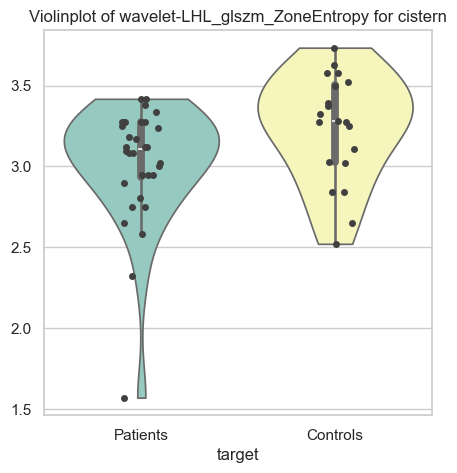 Violinplot of wavelet-LHL_glszm_ZoneEntropy for cistern
3.5
3.0
2.5
2.0
1.5
Patients
Controls
target